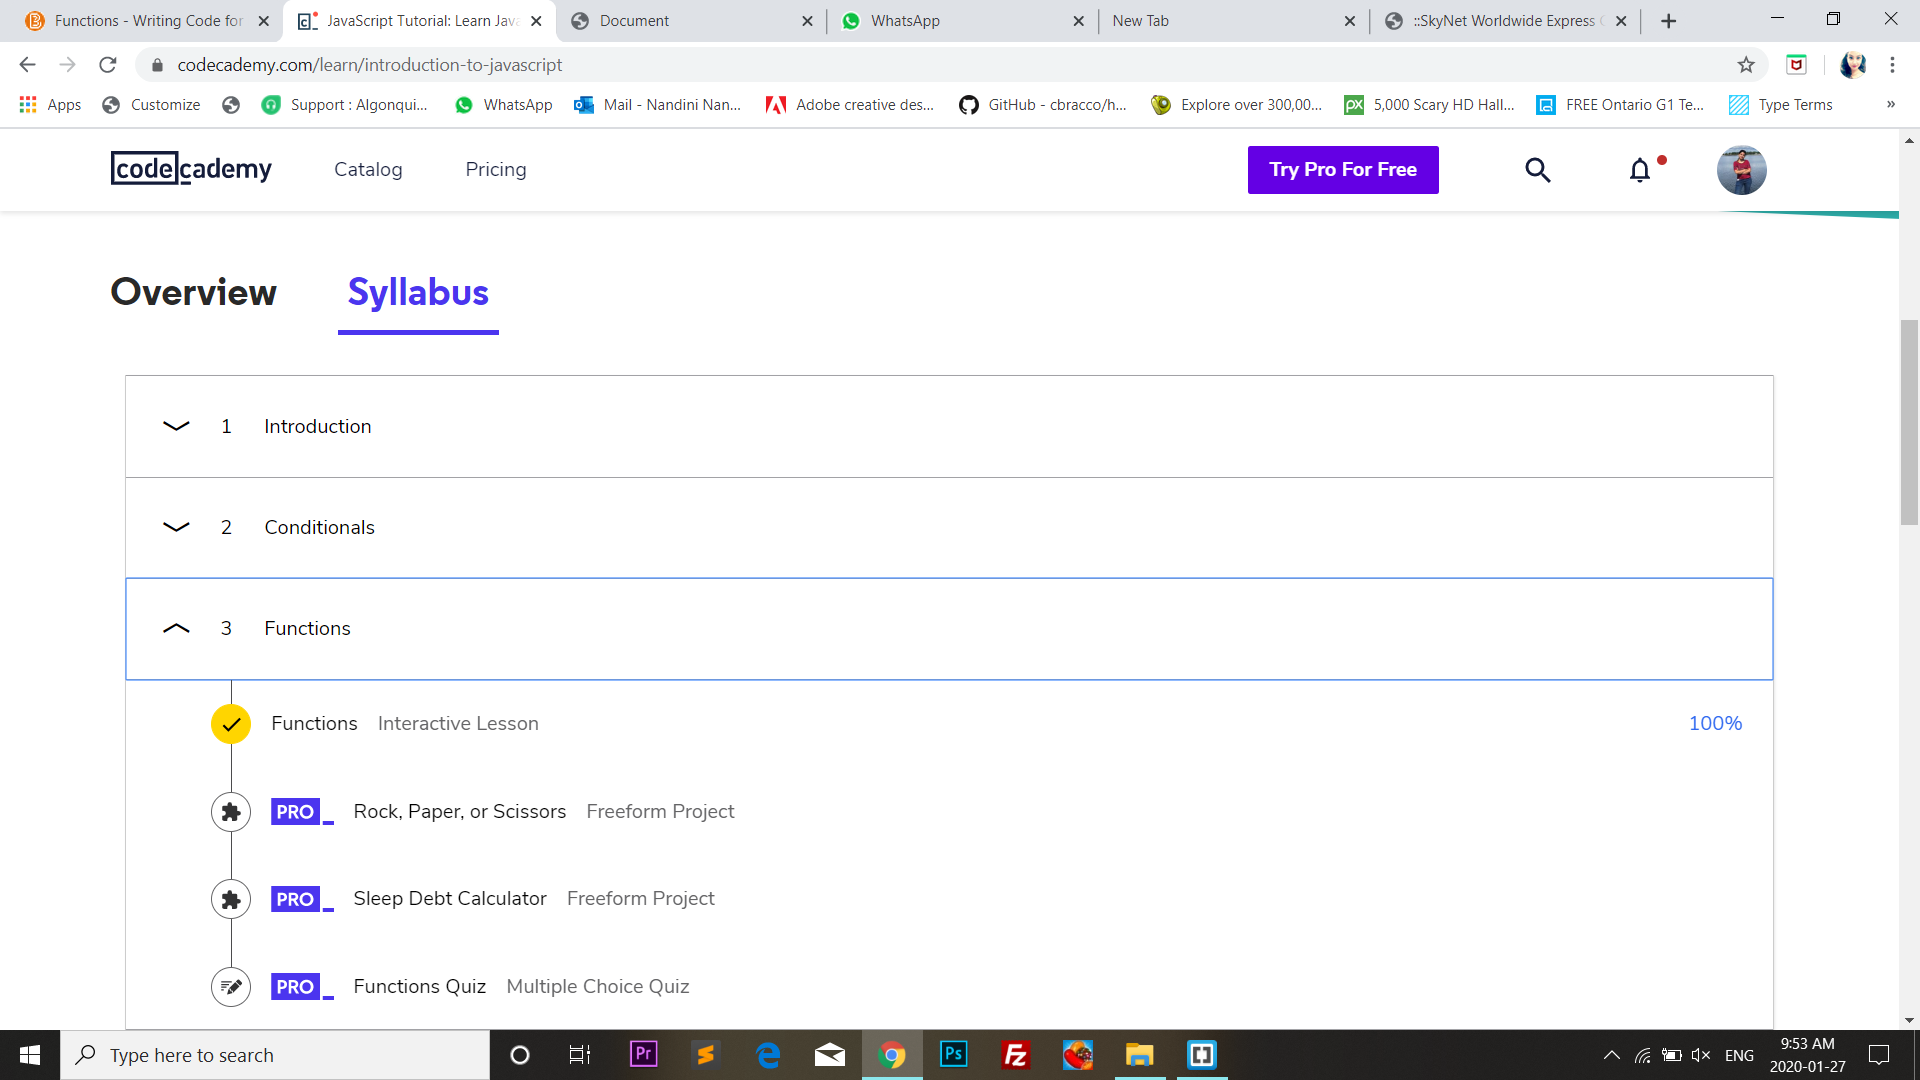 Functions - Writing Code for
JavaScript Tutorial: Learn Java
Document
WhatsApp
New Tab
::SkyNet Worldwide Express
codecademy.com/learn/introduction-to-javascript
Apps
Customize
Support : Algonqui...
WhatsApp
Mail - Nandini Nan...
Adobe creative des...
GitHub - cbracco/h...
Explore over 300,00...
5,000 Scary HD Hall...
FREE Ontario G1 Te...
Type Terms
»
codecademy
Catalog
Pricing
Try Pro For Free
Overview
Syllabus
1 Introduction
2 Conditionals
3 Functions
Functions Interactive Lesson 100%
PRO Rock, Paper, or Scissors Freeform Project
PRO Sleep Debt Calculator Freeform Project
PRO Functions Quiz Multiple Choice Quiz
Type here to search
Pr
Ps
Fz
ENG
9:53 AM
2020-01-27